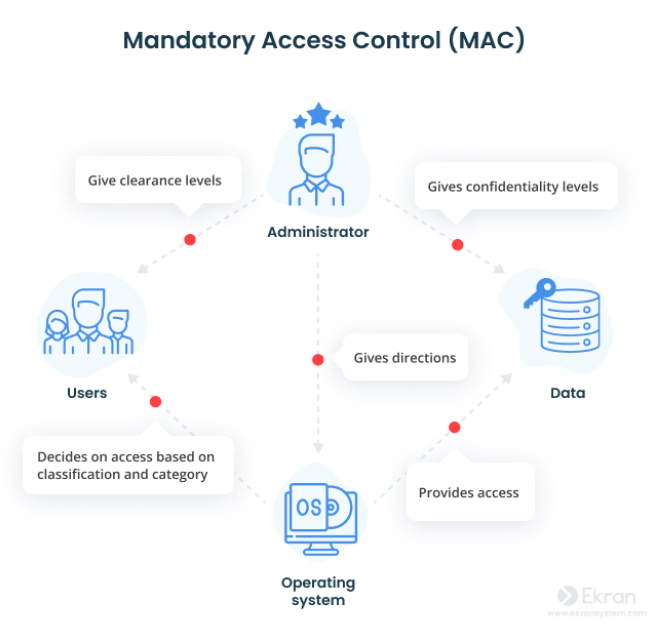 Mandatory Access Control (MAC)
Give clearance levels
Gives confidentiality levels
Administrator
Gives directions
Users
Data
Decides on access based on
classification and category
Provides access
OS
Operating
system
Ekran
www.ekransystem.com